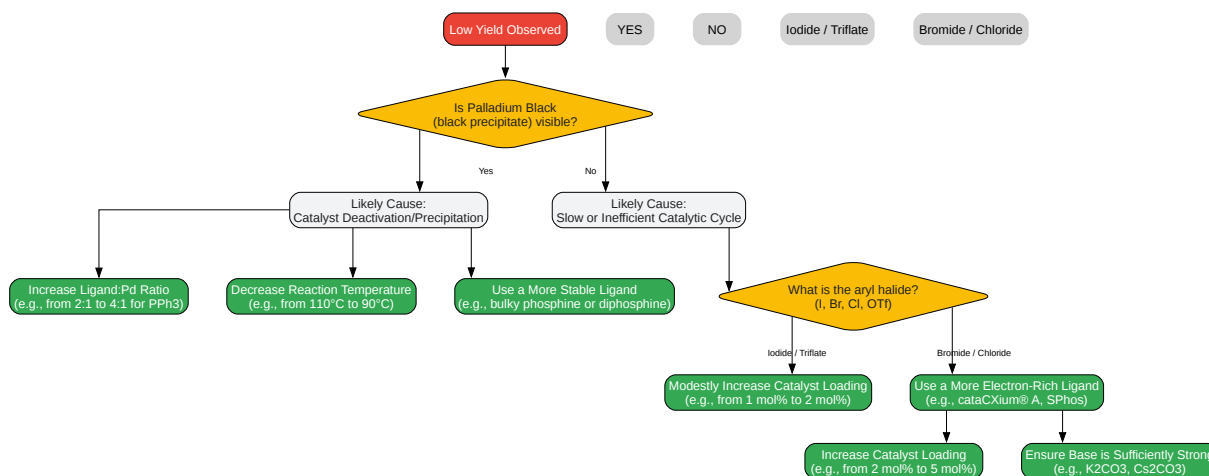 Low Yield Observed
YES
NO
Iodide / Triflate
Bromide / Chloride
Is Palladium Black
(black precipitate) visible?
Yes
No
Likely Cause:
Catalyst Deactivation/Precipitation
Likely Cause:
Slow or Inefficient Catalytic Cycle
Increase Ligand:Pd Ratio
(e.g., from 2:1 to 4:1 for PPh3)
Decrease Reaction Temperature
(e.g., from 110°C to 90°C)
Use a More Stable Ligand
(e.g., bulky phosphine or diphosphine)
What is the aryl halide?
(I, Br, Cl, OTf)
Iodide / Triflate
Bromide / Chloride
Modestly Increase Catalyst Loading
(e.g., from 1 mol% to 2 mol%)
Use a More Electron-Rich Ligand
(e.g., cataCXium® A, SPhos)
Increase Catalyst Loading
(e.g., from 2 mol% to 5 mol%)
Ensure Base is Sufficiently Strong
(e.g., K2CO3, Cs2CO3)